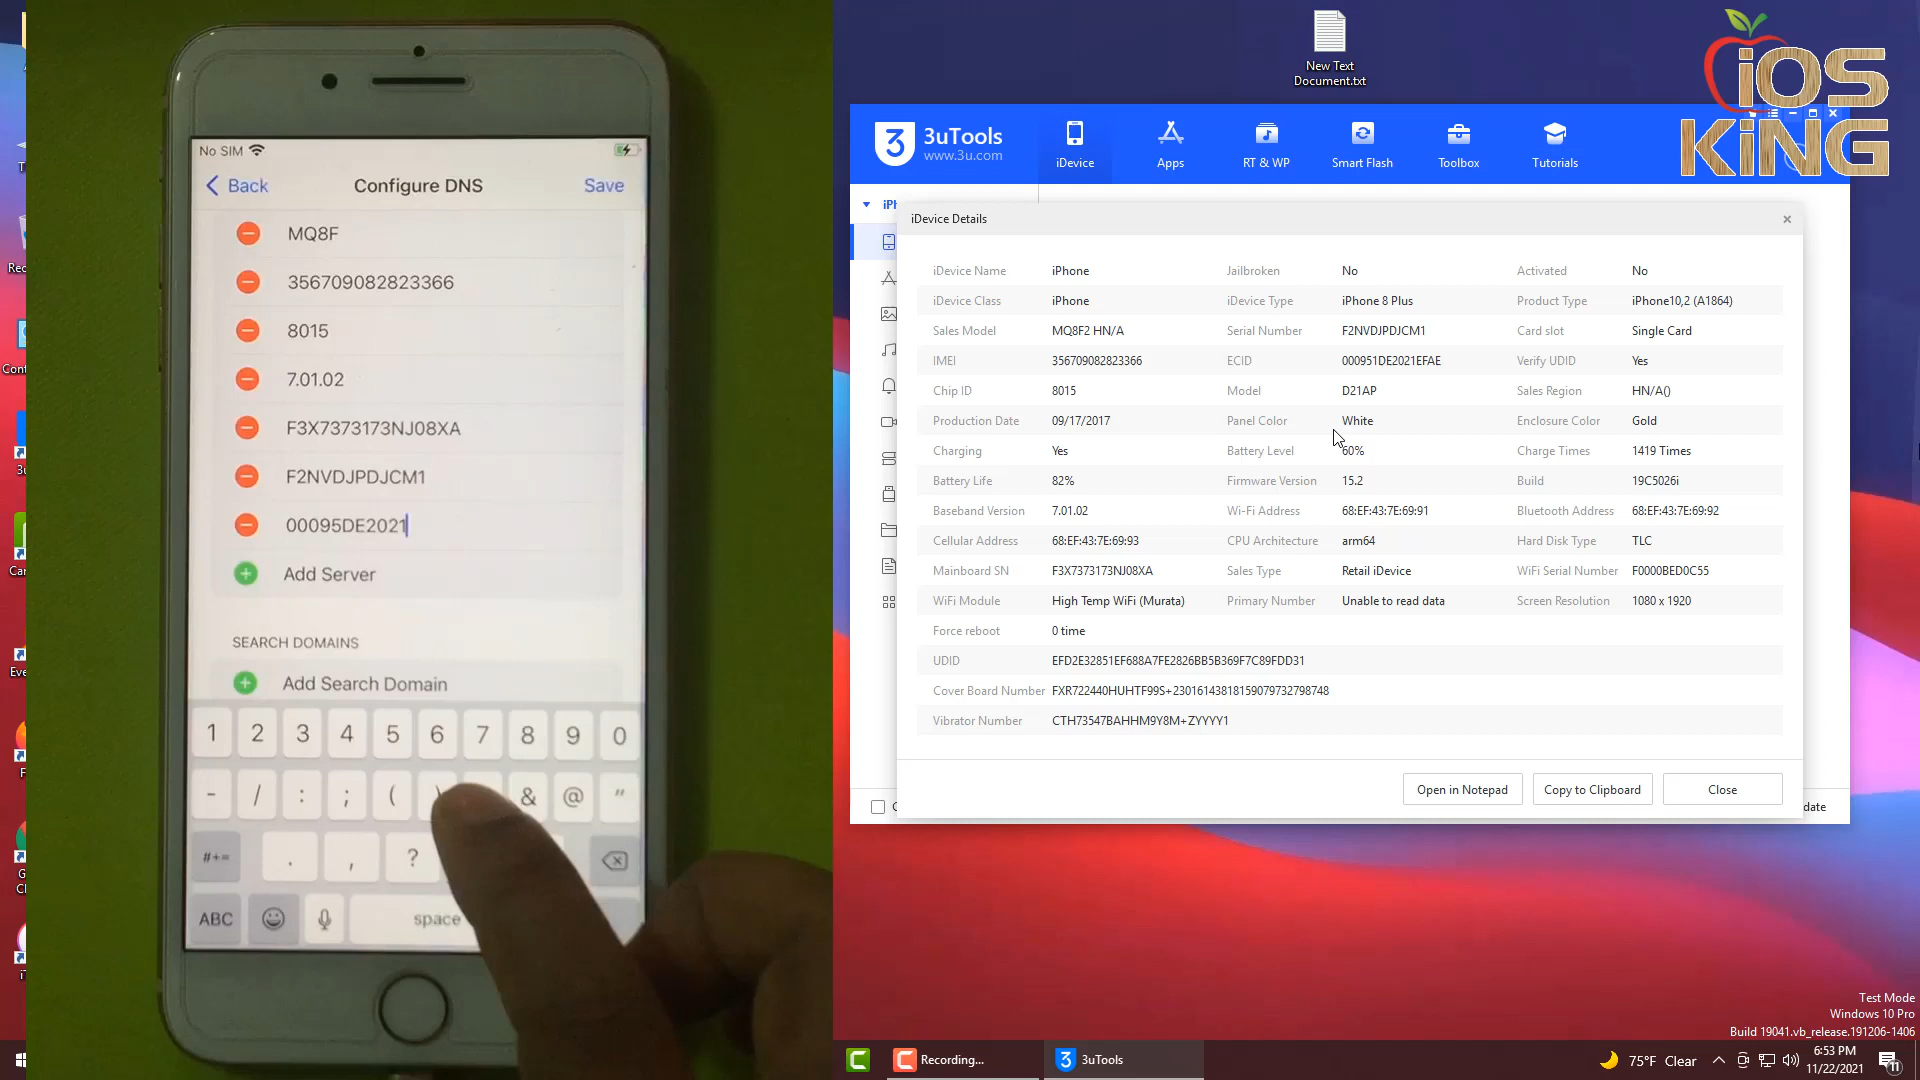 No SIM
Back
Configure DNS
Save
MQ8F
356709082823366
8015
7.01.02
F3X7373173NJ08XA
F2NVDJPDJCM1
00095DE2021
Add Server
SEARCH DOMAINS
Add Search Domain
1 2 3 4 5 6 7 8 9 0
- / : ; ( ) & @ "
#+= . , ?
ABC space
New Text
Document.txt
iOS
KiNG
3 3uTools
www.3u.com
iDevice
Apps
RT & WP
Smart Flash
Toolbox
Tutorials
iDevice Details
iDevice Name iPhone Jailbroken No Activated No
iDevice Class iPhone iDevice Type iPhone 8 Plus Product Type iPhone10,2 (A1864)
Sales Model MQ8F2 HN/A Serial Number F2NVDJPDJCM1 Card slot Single Card
IMEI 356709082823366 ECID 000951DE2021EFAE Verify UDID Yes
Chip ID 8015 Model D21AP Sales Region HN/A()
Production Date 09/17/2017 Panel Color White Enclosure Color Gold
Charging Yes Battery Level 60% Charge Times 1419 Times
Battery Life 82% Firmware Version 15.2 Build 19C5026i
Baseband Version 7.01.02 Wi-Fi Address 68:EF:43:7E:69:91 Bluetooth Address 68:EF:43:7E:69:92
Cellular Address 68:EF:43:7E:69:93 CPU Architecture arm64 Hard Disk Type TLC
Mainboard SN F3X7373173NJ08XA Sales Type Retail iDevice WiFi Serial Number F0000BED0C55
WiFi Module High Temp WiFi (Murata) Primary Number Unable to read data Screen Resolution 1080 x 1920
Force reboot 0 time
UDID EFD2E32851EF688A7FE2826BB5B369F7C89FDD31
Cover Board Number FXR722440HUHTF99S+23016143818159079732798748
Vibrator Number CTH73547BAHHM9Y8M+ZYYYY1
Open in Notepad
Copy to Clipboard
Close
Test Mode
Windows 10 Pro
Build 19041.vb_release.191206-1406
Recording...
3uTools
75°F Clear
6:53 PM
11/22/2021
11